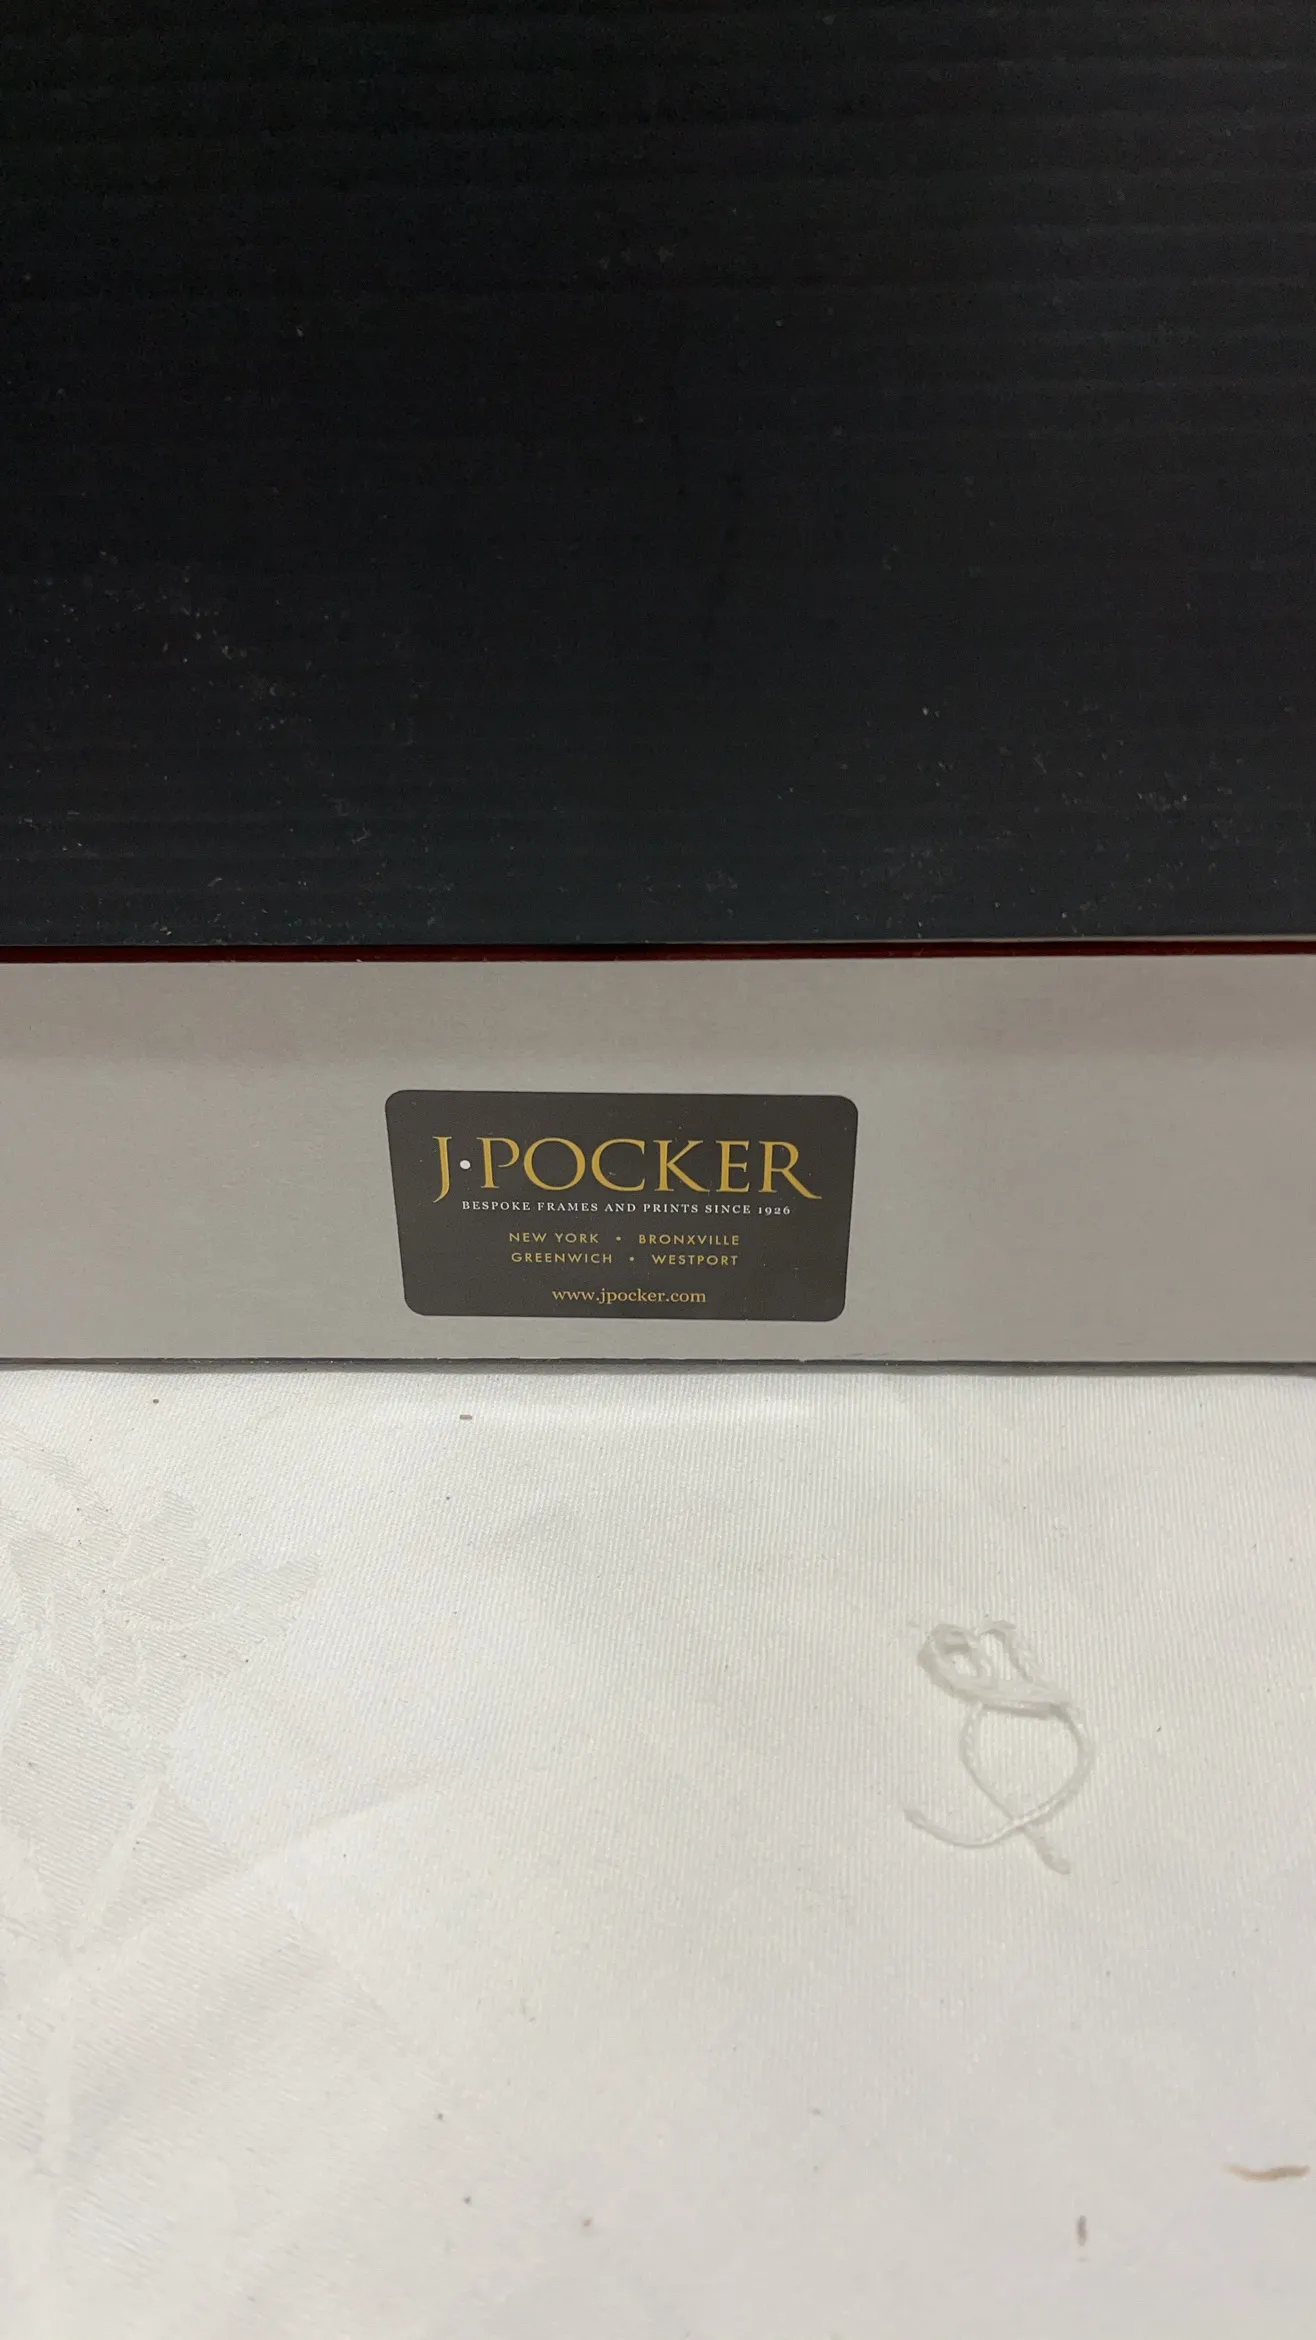 J·POCKER
BESPOKE FRAMES AND PRINTS SINCE 1926
NEW YORK • BRONXVILLE
GREENWICH • WESTPORT
www.jpocker.com